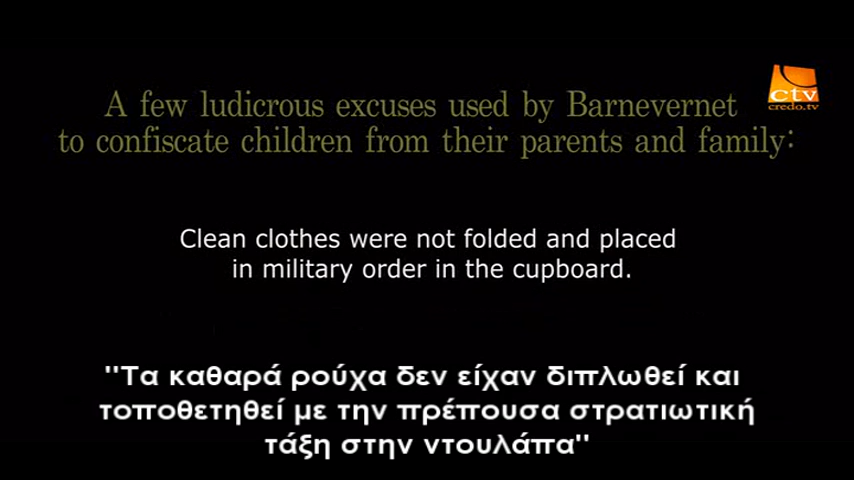 A few ludicrous excuses used by Barnevernet
to confiscate children from their parents and family:
ctv
credo.tv
Clean clothes were not folded and placed
in military order in the cupboard.
''Τα καθαρά ρούχα δεν είχαν διπλωθεί και
τοποθετηθεί με την πρέπουσα στρατιωτική
τάξη στην ντουλάπα''